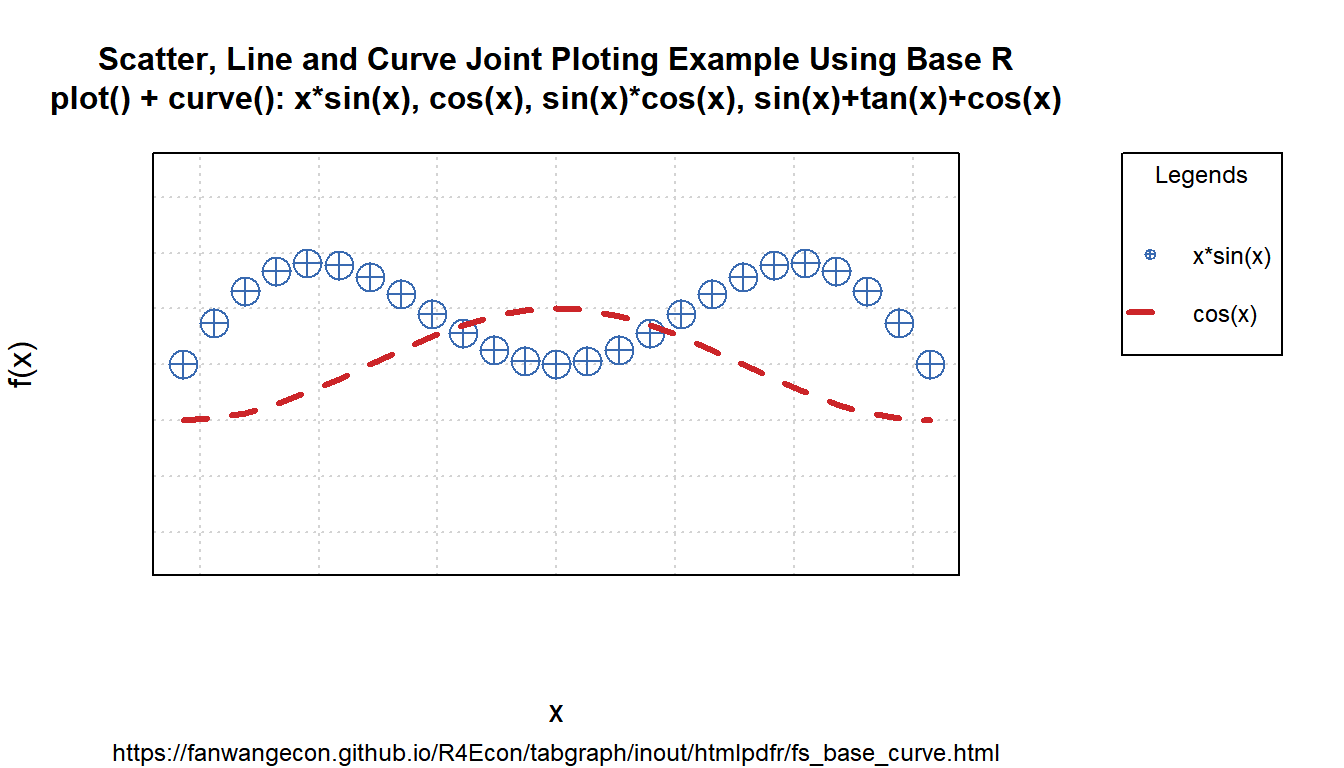 Scatter, Line and Curve Joint Ploting Example Using Base R
plot() + curve(): x*sin(x), cos(x), sin(x)*cos(x), sin(x)+tan(x)+cos(x)
Legends
x*sin(x)
cos(x)
f(x)
X
https://fanwangecon.github.io/R4Econ/tabgraph/inout/htmlpdfr/fs_base_curve.html